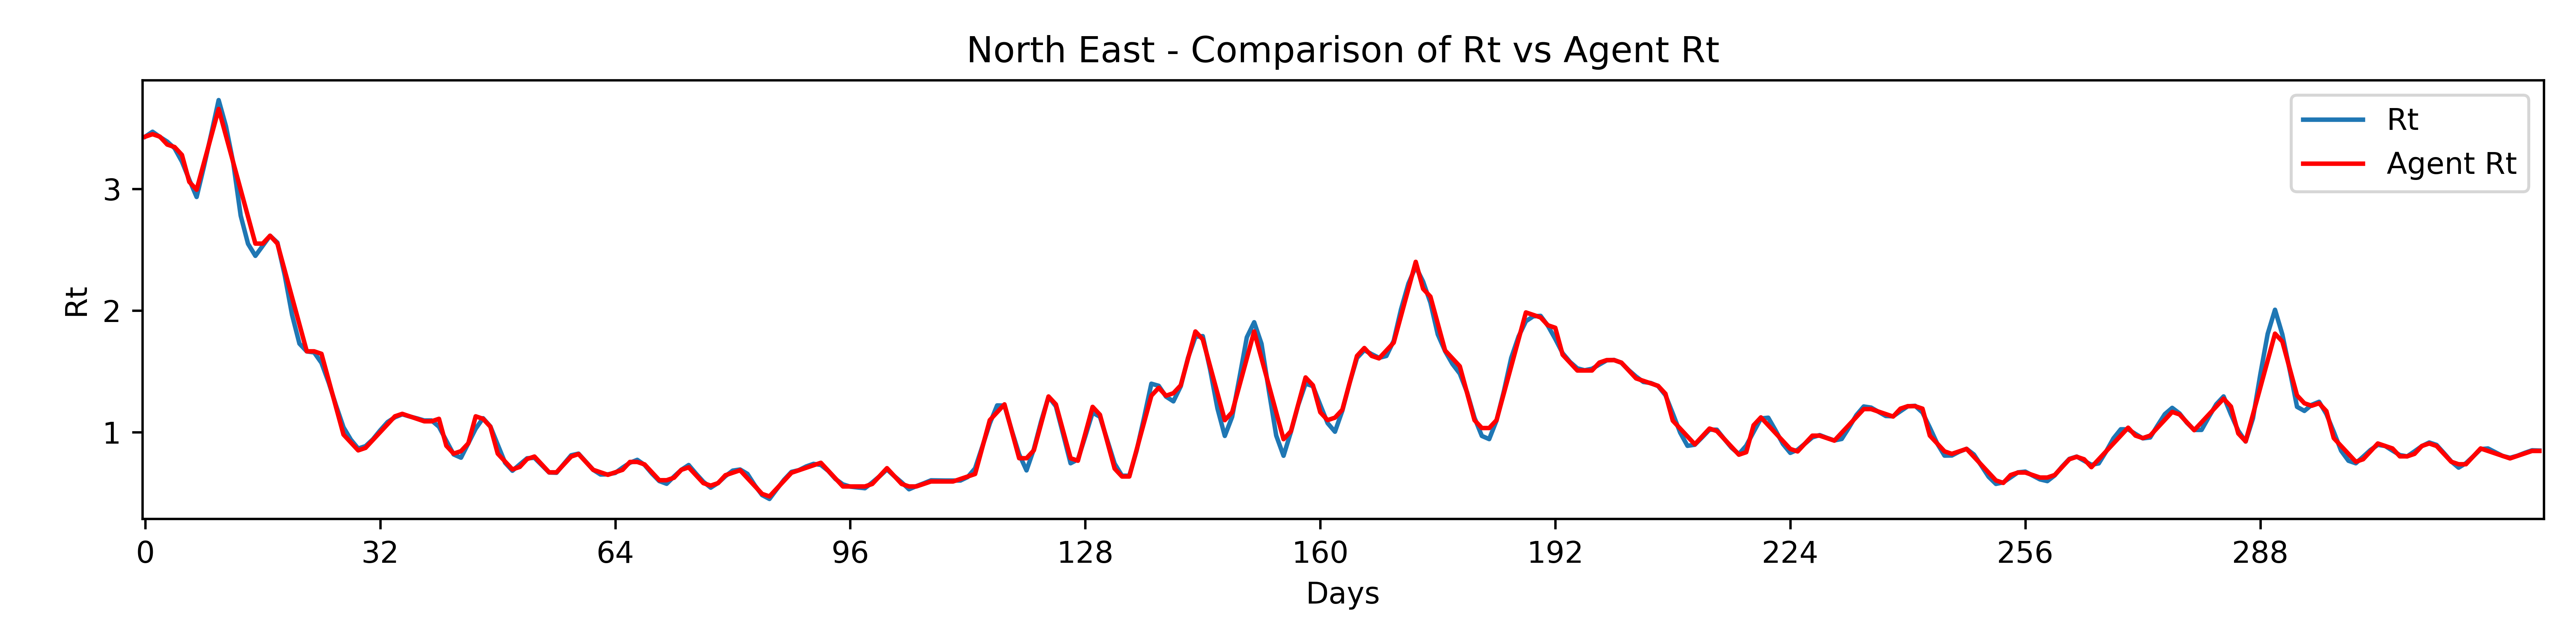 North East - Comparison of Rt vs Agent Rt
Rt
Agent Rt
Rt
3
2
1
0 32 64 96 128 160 192 224 256 288
Days